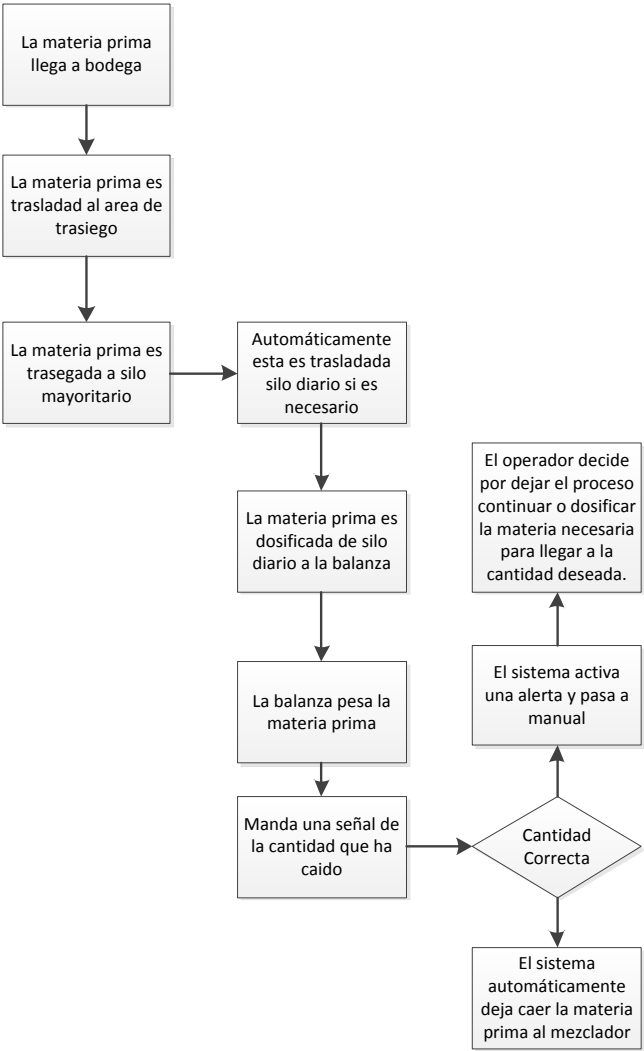 La materia prima
llega a bodega
La materia prima es
trasladad al area de
trasiego
La materia prima es
trasegada a silo
mayoritario
Automáticamente
esta es trasladada
silo diario si es
necesario
La materia prima es
dosificada de silo
diario a la balanza
La balanza pesa la
materia prima
Manda una señal de
la cantidad que ha
caido
Cantidad
Correcta
El sistema activa
una alerta y pasa a
manual
El operador decide
por dejar el proceso
continuar o dosificar
la materia necesaria
para llegar a la
cantidad deseada.
El sistema
automáticamente
deja caer la materia
prima al mezclador